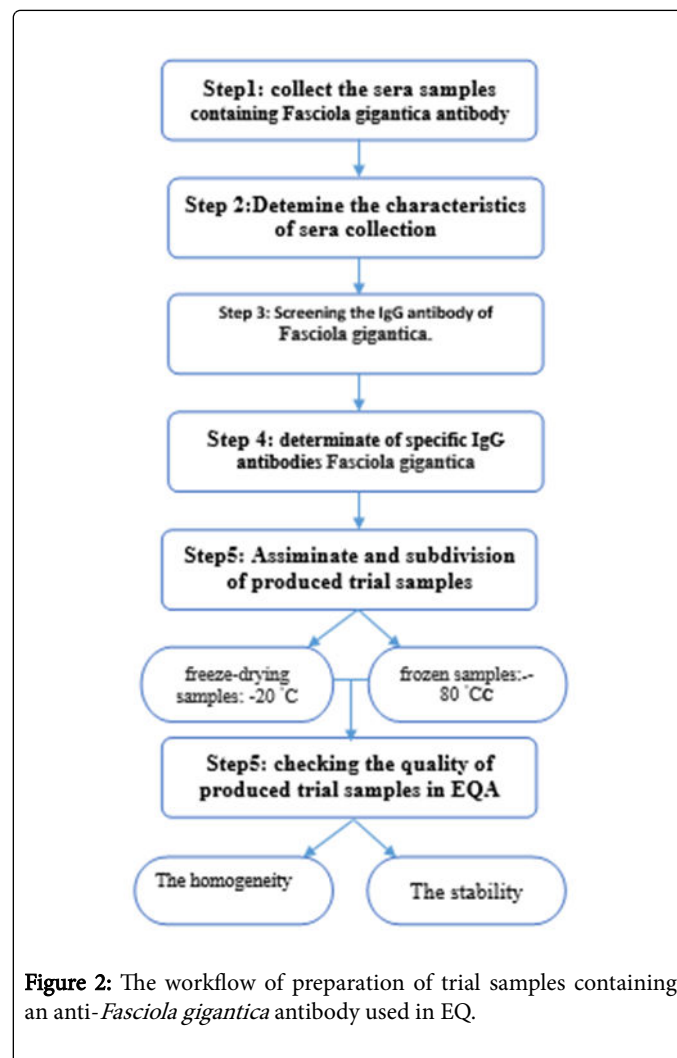 Step1: collect the sera samples
containing Fasciola gigantica antibody
Step 2:Detemine the characteristics
of sera collection
Step 3: Screening the IgG antibody of
Fasciola gigantica.
Step 4: determinate of specific IgG
antibodies Fasciola gigantica
Step5: Assiminate and subdivision
of produced trial samples
freeze-drying
samples: -20 °C
frozen samples:--
80 °Cc
Step5: checking the quality of
produced trial samples in EQA
The homogeneity
The stability
Figure 2: The workflow of preparation of trial samples containing
an anti-Fasciola gigantica antibody used in EQ.